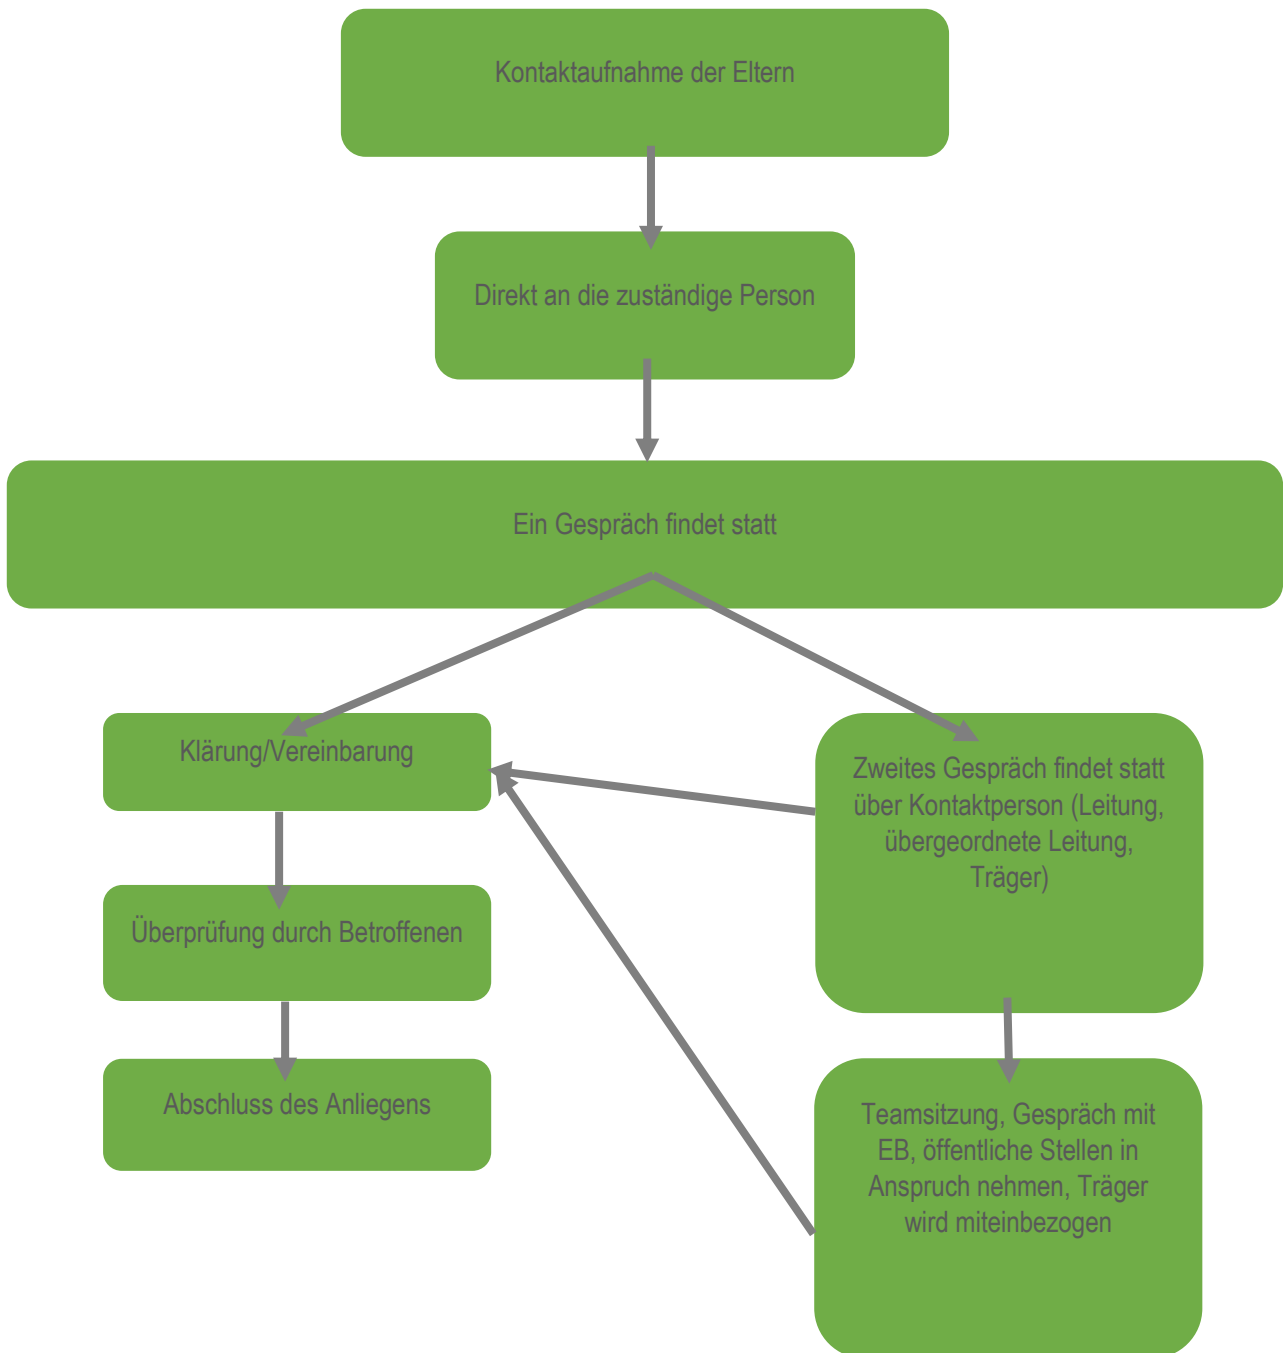 Kontaktaufnahme der Eltern
Direkt an die zuständige Person
Ein Gespräch findet statt
Klärung/Vereinbarung
Überprüfung durch Betroffenen
Abschluss des Anliegens
Zweites Gespräch findet statt
über Kontaktperson (Leitung,
übergeordnete Leitung,
Träger)
Teamsitzung, Gespräch mit
EB, öffentliche Stellen in
Anspruch nehmen, Träger
wird miteinbezogen